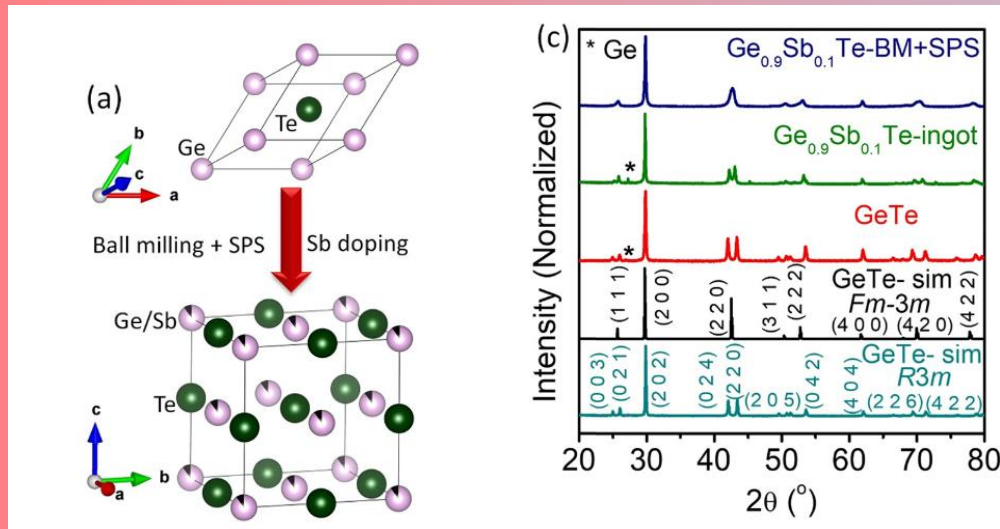 (a)
Te
Ge
b
c
a
Ball milling + SPS
Sb doping
Ge/Sb
Te
c
b
a
(c)
* Ge
Ge0.9Sb0.1Te-BM+SPS
Ge0.9Sb0.1Te-ingot
*
GeTe
*
GeTe- sim
Fm-3m
(1 1 1)
(2 0 0)
(2 2 0)
(3 1 1)
(2 2 2)
(4 0 0)
(4 2 0)
(4 2 2)
GeTe- sim
R3m
(0 0 3)
(0 2 1)
(2 0 2)
(0 2 4)
(2 2 0)
(2 0 5)
(0 4 2)
(4 0 4)
(2 2 6)
(4 2 2)
Intensity (Normalized)
20 30 40 50 60 70 80
2θ (°)